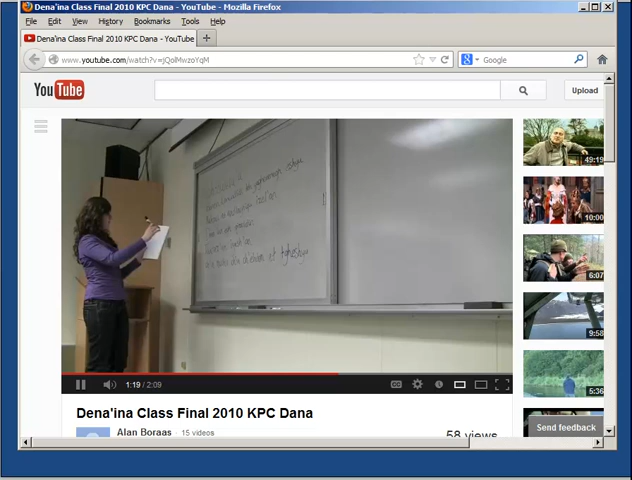 Dena'ina Class Final 2010 KPC Dana - YouTube - Mozilla Firefox
File Edit View History Bookmarks Tools Help
Dena'ina Class Final 2010 KPC Dana - YouTube +
www.youtube.com/watch?v=jQolMwzoYqM
Google
YouTube
Upload
49:19
10:00
6:07
9:58
5:36
1:19 / 2:09
Dena'ina Class Final 2010 KPC Dana
Alan Boraas · 15 videos
58 views
Send feedback